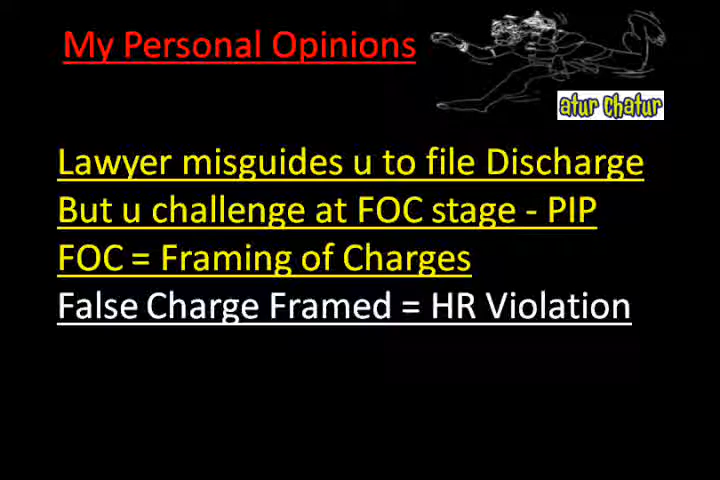 My Personal Opinions
atur chatur
Lawyer misguides u to file Discharge
But u challenge at FOC stage - PIP
FOC = Framing of Charges
False Charge Framed = HR Violation